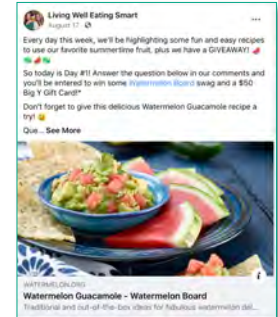 Living Well Eating Smart
August 17 ·
Every day this week, we'll be highlighting some fun and easy recipes
to use our favorite summertime fruit, plus we have a GIVEAWAY! 🍉
🍉🍉🍉
So today is Day #1! Answer the question below in our comments and
you'll be entered to win some Watermelon Board swag and a $50
Big Y Gift Card!*
Don't forget to give this delicious Watermelon Guacamole recipe a
try! 😀
Que... See More
WATERMELON.ORG
Watermelon Guacamole - Watermelon Board
Traditional and out-of-the-box ideas for fabulous watermelon del...